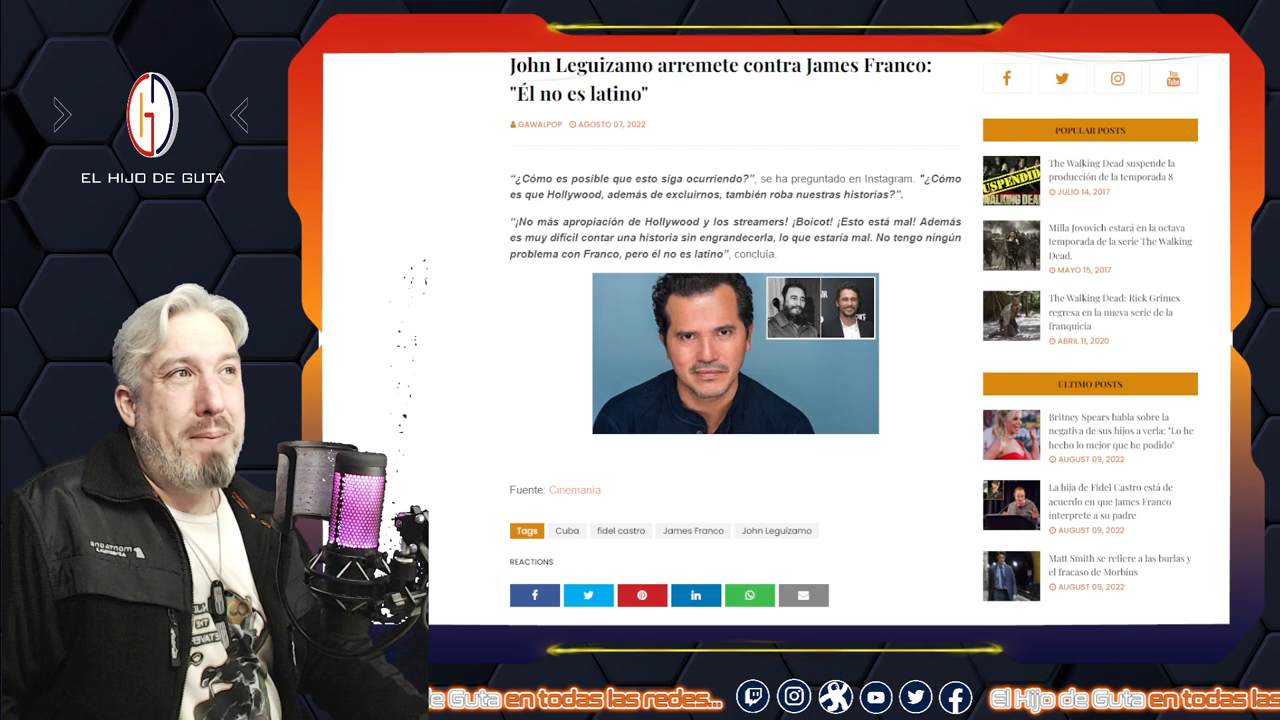 EL HIJO DE GUTA
John Leguizamo arremete contra James Franco:
"Él no es latino"
GAWALPOP AGOSTO 07, 2022
“¿Cómo es posible que esto siga ocurriendo?”, se ha preguntado en Instagram. "¿Cómo
es que Hollywood, además de excluirnos, también roba nuestras historias?”.
“¡No más apropiación de Hollywood y los streamers! ¡Boicot! ¡Esto está mal! Además
es muy difícil contar una historia sin engrandecerla, lo que estaría mal. No tengo ningún
problema con Franco, pero él no es latino”, concluía.
Fuente: Cinemanía
Tags Cuba fidel castro James Franco John Leguizamo
REACTIONS
You
Tube
POPULAR POSTS
SUSPENDIDO
The Walking Dead suspende la
producción de la temporada 8
JULIO 14, 2017
Milla Jovovich estará en la octava
temporada de la serie The Walking
Dead.
MAYO 15, 2017
The Walking Dead: Rick Grimes
regresa en la nueva serie de la
franquicia
ABRIL 11, 2020
ULTIMO POSTS
Britney Spears habla sobre la
negativa de sus hijos a verla: "Lo he
hecho lo mejor que he podido"
AUGUST 09, 2022
La hija de Fidel Castro está de
acuerdo en que James Franco
interprete a su padre
AUGUST 09, 2022
Matt Smith se refiere a las burlas y
el fracaso de Morbius
AUGUST 09, 2022
de Guta en todas las redes... El Hijo de Guta en todas las